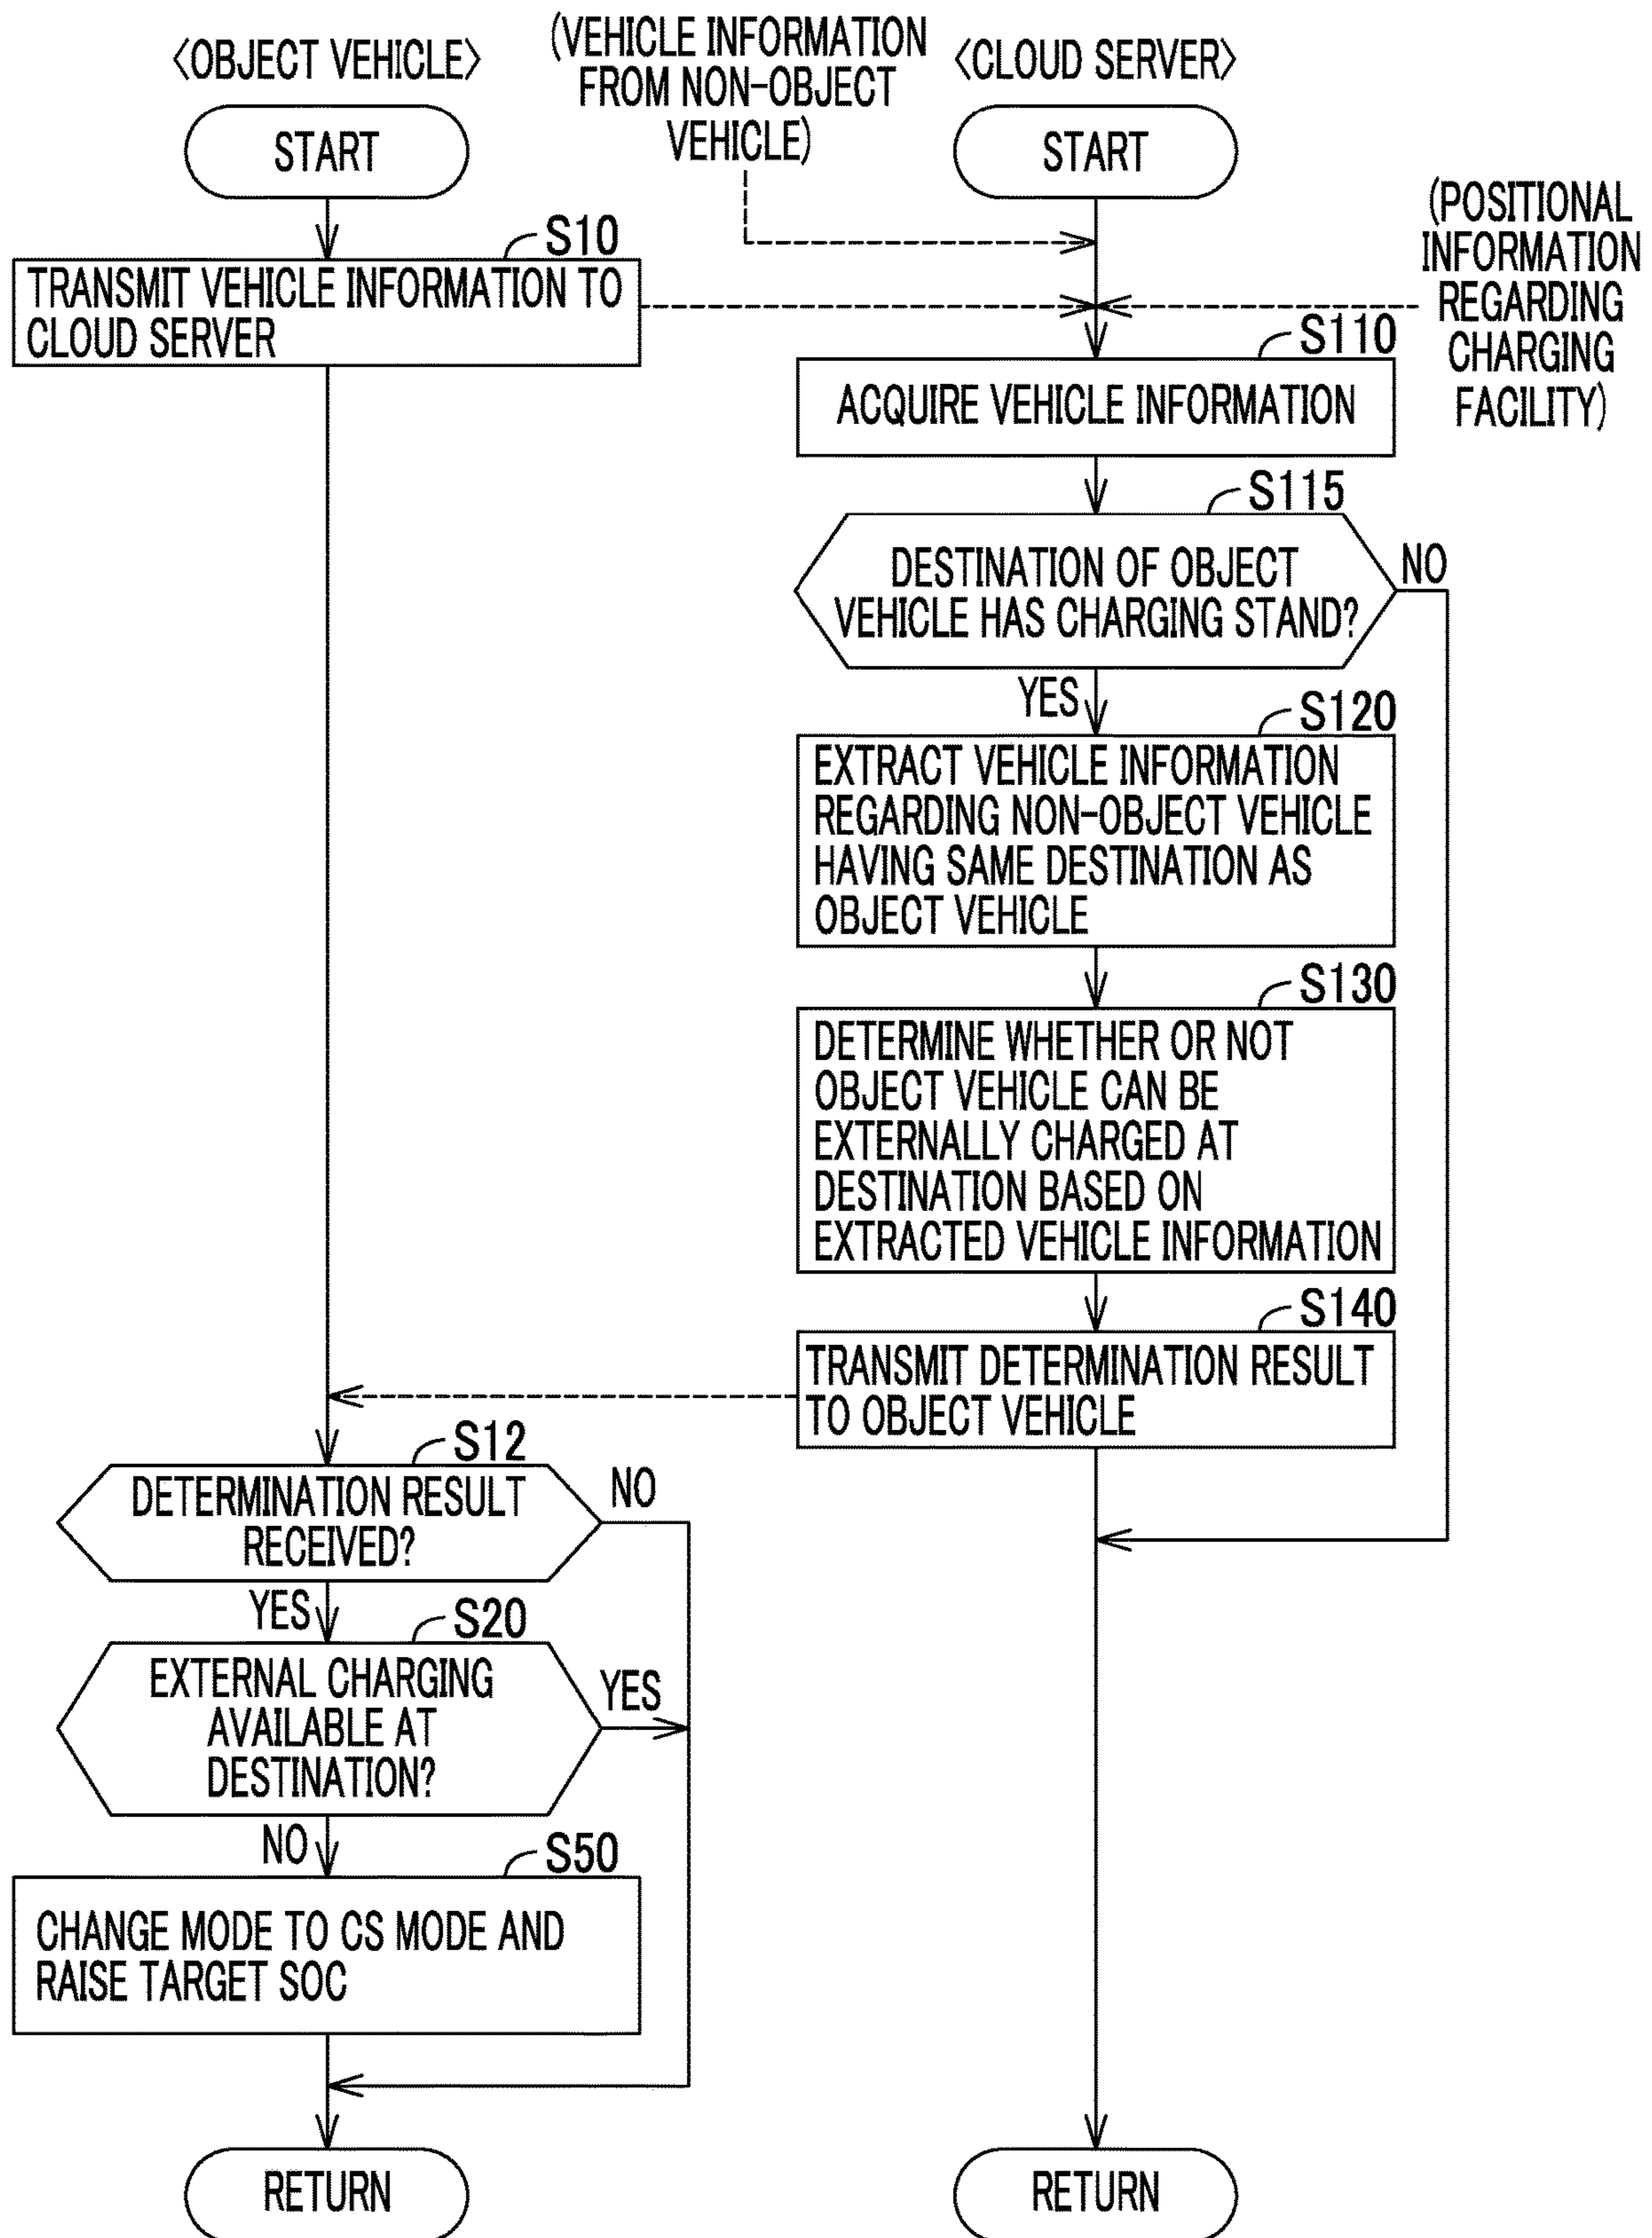 <OBJECT VEHICLE>
(VEHICLE INFORMATION
FROM NON-OBJECT
VEHICLE)
<CLOUD SERVER>
START
START
(POSITIONAL
INFORMATION
REGARDING
CHARGING
FACILITY)
S10
TRANSMIT VEHICLE INFORMATION TO
CLOUD SERVER
S110
ACQUIRE VEHICLE INFORMATION
S115
DESTINATION OF OBJECT
VEHICLE HAS CHARGING STAND?
NO
YES
S120
EXTRACT VEHICLE INFORMATION
REGARDING NON-OBJECT VEHICLE
HAVING SAME DESTINATION AS
OBJECT VEHICLE
S130
DETERMINE WHETHER OR NOT
OBJECT VEHICLE CAN BE
EXTERNALLY CHARGED AT
DESTINATION BASED ON
EXTRACTED VEHICLE INFORMATION
S140
TRANSMIT DETERMINATION RESULT
TO OBJECT VEHICLE
S12
DETERMINATION RESULT
RECEIVED?
NO
YES
S20
EXTERNAL CHARGING
AVAILABLE AT
DESTINATION?
YES
NO
S50
CHANGE MODE TO CS MODE AND
RAISE TARGET SOC
RETURN
RETURN